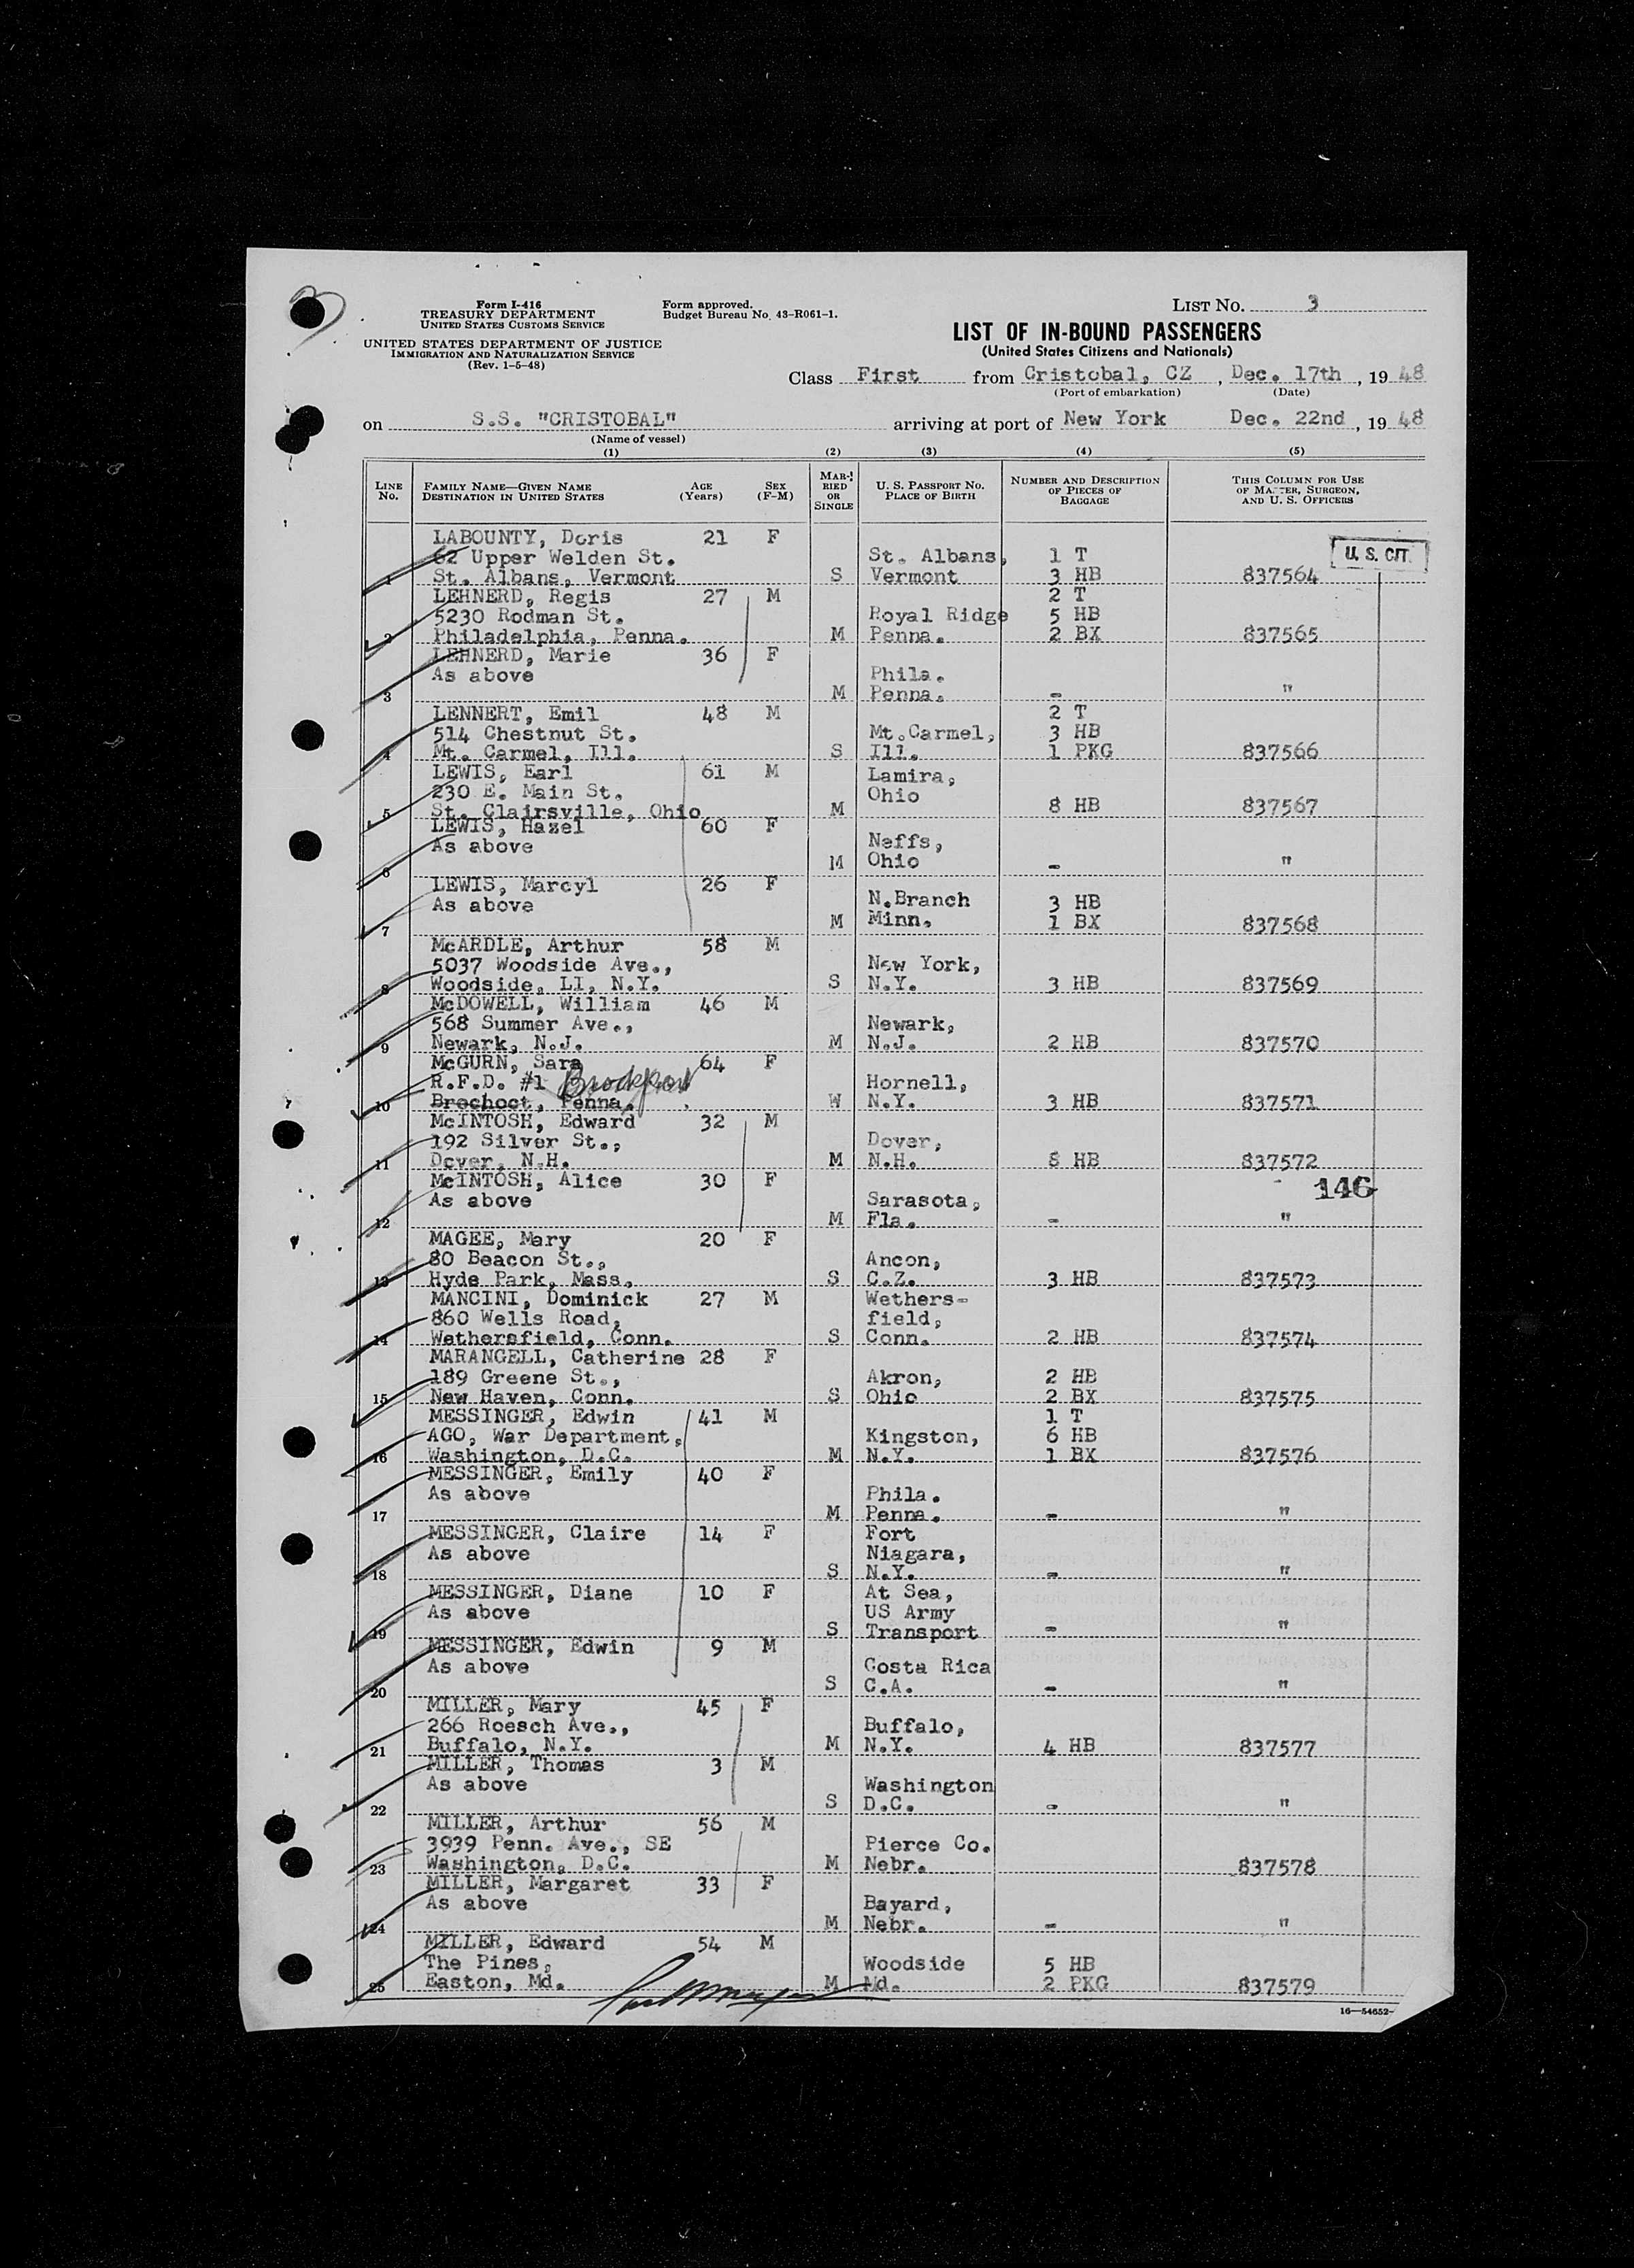 3
Form I-416
TREASURY DEPARTMENT
UNITED STATES CUSTOMS SERVICE
UNITED STATES DEPARTMENT OF JUSTICE
IMMIGRATION AND NATURALIZATION SERVICE
(Rev. 1-5-48)
Form approved.
Budget Bureau No. 43-R061-1.
LIST NO. 3
LIST OF IN-BOUND PASSENGERS
(United States Citizens and Nationals)
Class First from Cristobal, CZ, Dec. 17th, 1948
(Port of embarkation) (Date)
on S.S. "CRISTOBAL" arriving at port of New York Dec. 22nd, 1948
(Name of vessel)
(1) (2) (3) (4) (5)
LINE NO. FAMILY NAME—GIVEN NAME DESTINATION IN UNITED STATES AGE (Years) SEX (F-M) MARRIED OR SINGLE U. S. PASSPORT NO. PLACE OF BIRTH NUMBER AND DESCRIPTION OF PIECES OF BAGGAGE THIS COLUMN FOR USE OF MASTER, SURGEON, AND U. S. OFFICERS
U. S. CIT.
LABOUNTY, Doris 21 F
62 Upper Welden St. St. Albans, 1 T
1 St. Albans, Vermont S Vermont 3 HB 837564
LEHNERD, Regis 27 M 2 T
5230 Rodman St. Royal Ridge 5 HB
2 Philadelphia, Penna. M Penna. 2 BX 837565
LEHNERD, Marie 36 F
As above Phila.
3 M Penna. - "
LENNERT, Emil 48 M 2 T
514 Chestnut St. Mt.Carmel, 3 HB
4 Mt. Carmel, Ill. S Ill. 1 PKG 837566
LEWIS, Earl 61 M Lamira,
230 E. Main St. Ohio
5 St. Clairsville, Ohio M 8 HB 837567
LEWIS, Hazel 60 F
As above Neffs,
6 M Ohio - "
LEWIS, Marcyl 26 F
As above N.Branch 3 HB
7 M Minn. 1 BX 837568
McARDLE, Arthur 58 M
5037 Woodside Ave., New York,
8 Woodside, LI, N.Y. S N.Y. 3 HB 837569
McDOWELL, William 46 M
568 Summer Ave., Newark,
9 Newark, N.J. M N.J. 2 HB 837570
McGURN, Sara 64 F
R.F.D. #1 Brockport Hornell,
10 Brochoct, Penna. W N.Y. 3 HB 837571
McINTOSH, Edward 32 M
192 Silver St., Dover,
11 Dover, N.H. M N.H. 8 HB 837572
McINTOSH, Alice 30 F 146
As above Sarasota,
12 M Fla. - "
MAGEE, Mary 20 F
80 Beacon St., Ancon,
13 Hyde Park, Mass. S C.Z. 3 HB 837573
MANCINI, Dominick 27 M Wethers-
860 Wells Road, field,
14 Wethersfield, Conn. S Conn. 2 HB 837574
MARANGELL, Catherine 28 F
189 Greene St., Akron, 2 HB
15 New Haven, Conn. S Ohio 2 BX 837575
MESSINGER, Edwin 41 M 1 T
AGO, War Department, Kingston, 6 HB
16 Washington, D.C. M N.Y. 1 BX 837576
MESSINGER, Emily 40 F
As above Phila.
17 M Penna. - "
MESSINGER, Claire 14 F Fort
As above Niagara,
18 S N.Y. - "
MESSINGER, Diane 10 F At Sea,
As above US Army
19 S Transport - "
MESSINGER, Edwin 9 M
As above Costa Rica
20 S C.A. - "
MILLER, Mary 45 F
266 Roesch Ave., Buffalo,
21 Buffalo, N.Y. M N.Y. 4 HB 837577
MILLER, Thomas 3 M
As above Washington
22 S D.C. - "
MILLER, Arthur 56 M
3939 Penn. Ave., SE Pierce Co.
23 Washington, D.C. M Nebr. 837578
MILLER, Margaret 33 F
As above Bayard,
24 M Nebr. - "
MILLER, Edward 54 M
The Pines, Woodside 5 HB
25 Easton, Md. M Md. 2 PKG 837579
16—54652-